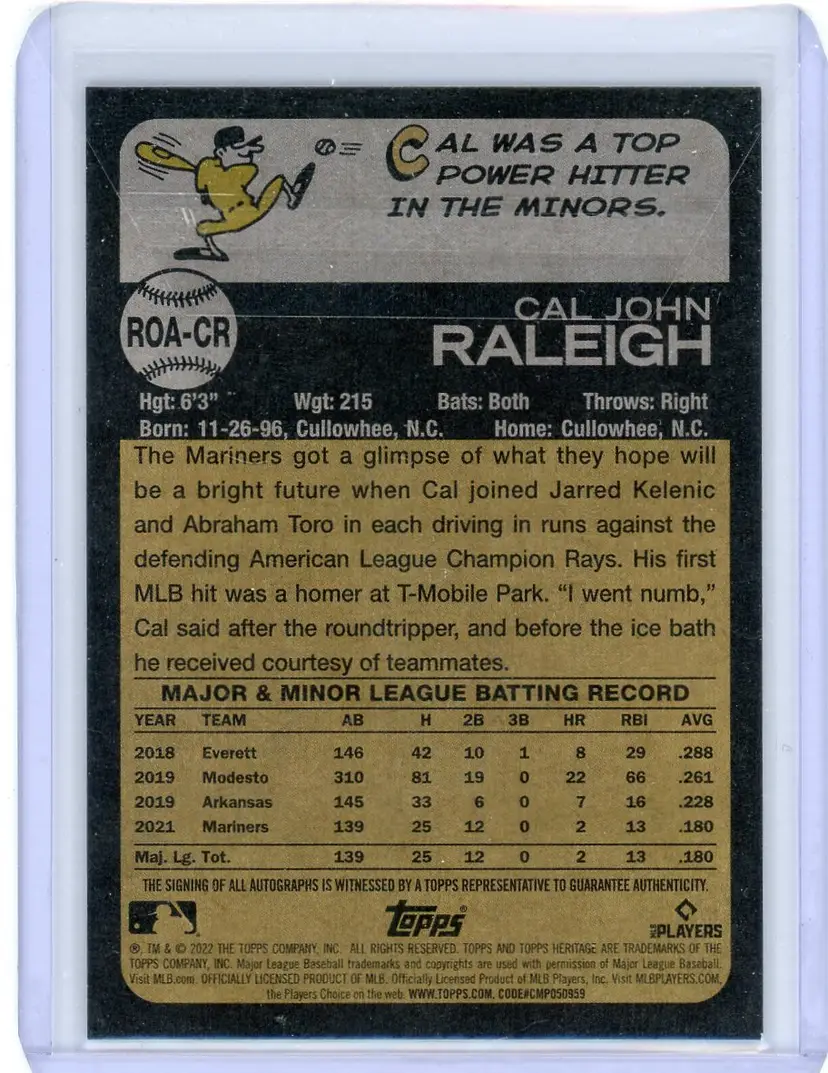 CAL WAS A TOP
POWER HITTER
IN THE MINORS.
ROA-CR
CAL JOHN
RALEIGH
Hgt: 6'3" Wgt: 215 Bats: Both Throws: Right
Born: 11-26-96, Cullowhee, N.C. Home: Cullowhee, N.C.
The Mariners got a glimpse of what they hope will
be a bright future when Cal joined Jarred Kelenic
and Abraham Toro in each driving in runs against the
defending American League Champion Rays. His first
MLB hit was a homer at T-Mobile Park. “I went numb,”
Cal said after the roundtripper, and before the ice bath
he received courtesy of teammates.
MAJOR & MINOR LEAGUE BATTING RECORD
YEAR TEAM AB H 2B 3B HR RBI AVG
2018 Everett 146 42 10 1 8 29 .288
2019 Modesto 310 81 19 0 22 66 .261
2019 Arkansas 145 33 6 0 7 16 .228
2021 Mariners 139 25 12 0 2 13 .180
Maj. Lg. Tot. 139 25 12 0 2 13 .180
THE SIGNING OF ALL AUTOGRAPHS IS WITNESSED BY A TOPPS REPRESENTATIVE TO GUARANTEE AUTHENTICITY.
Topps®
MLB PLAYERS
®, TM & © 2022 THE TOPPS COMPANY, INC. ALL RIGHTS RESERVED. TOPPS AND TOPPS HERITAGE ARE TRADEMARKS OF THE
TOPPS COMPANY, INC. Major League Baseball trademarks and copyrights are used with permission of Major League Baseball.
Visit MLB.com. OFFICIALLY LICENSED PRODUCT OF MLB. Officially Licensed Product of MLB Players, Inc. Visit MLBPLAYERS.COM,
the Players Choice on the web. WWW.TOPPS.COM. CODE#CMP050959